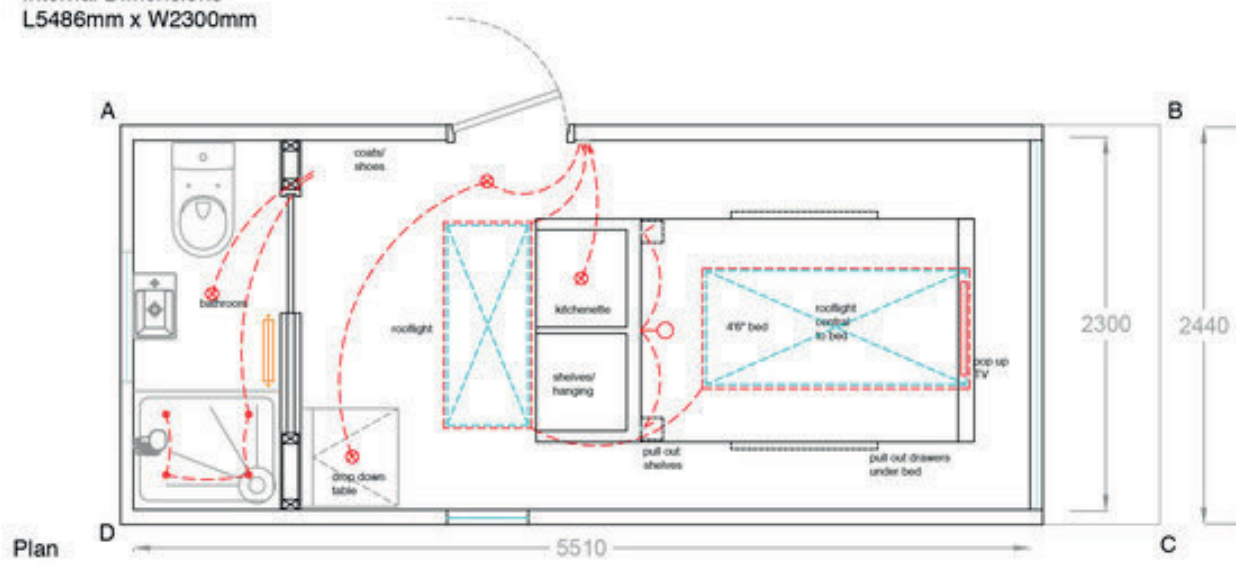 L5486mm x W2300mm
A
B
coats/
shoes
bathroom
rooflight
kitchenette
shelves/
hanging
4'6" bed
rooflight
central
to bed
pop up
TV
2300
2440
drop down
table
pull out
shelves
pull out drawers
under bed
D
C
Plan
5510